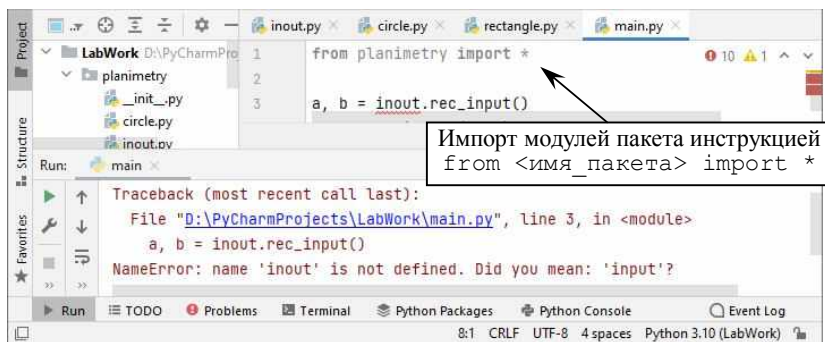 Project
inout.py
circle.py
rectangle.py
main.py
LabWork D:\PyCharmPro
planimetry
__init__.py
circle.py
inout.py
1 from planimetry import *
2
3 a, b = inout.rec_input()
10 1
Импорт модулей пакета инструкцией
from <имя_пакета> import *
Structure
Favorites
Run: main
Traceback (most recent call last):
File "D:\PyCharmProjects\LabWork\main.py", line 3, in <module>
a, b = inout.rec_input()
NameError: name 'inout' is not defined. Did you mean: 'input'?
Run TODO Problems Terminal Python Packages Python Console Event Log
8:1 CRLF UTF-8 4 spaces Python 3.10 (LabWork)